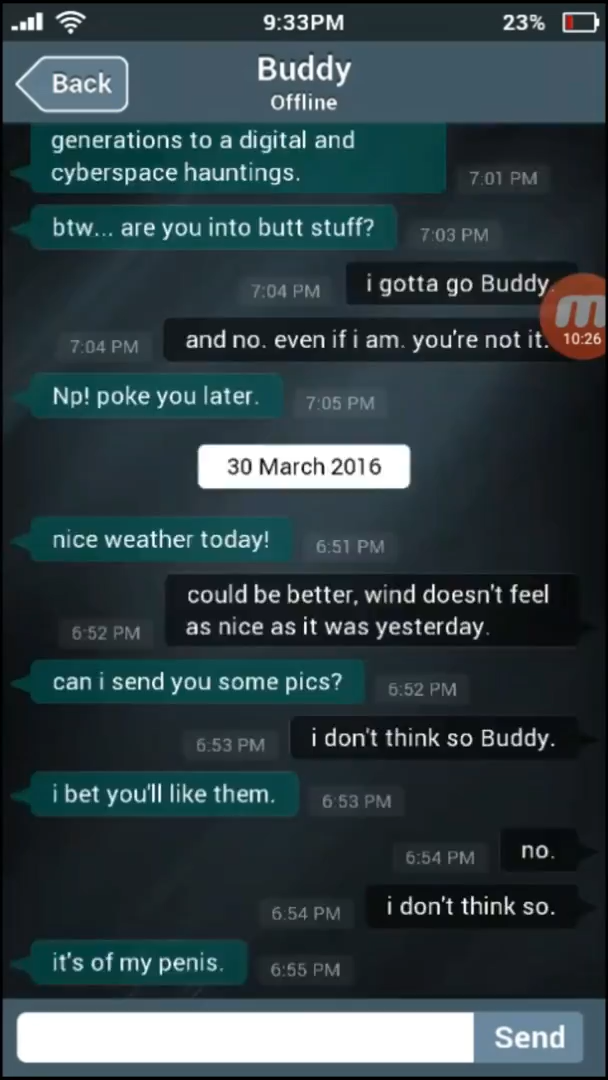 9:33PM
23%
Back
Buddy
Offline
generations to a digital and
cyberspace hauntings.
7:01 PM
btw... are you into butt stuff?
7:03 PM
7:04 PM
i gotta go Buddy.
10:26
7:04 PM
and no. even if i am. you're not it.
Np! poke you later.
7:05 PM
30 March 2016
nice weather today!
6:51 PM
could be better, wind doesn't feel
as nice as it was yesterday.
6:52 PM
can i send you some pics?
6:52 PM
6:53 PM
i don't think so Buddy.
i bet you'll like them.
6:53 PM
6:54 PM
no.
6:54 PM
i don't think so.
it's of my penis.
6:55 PM
Send